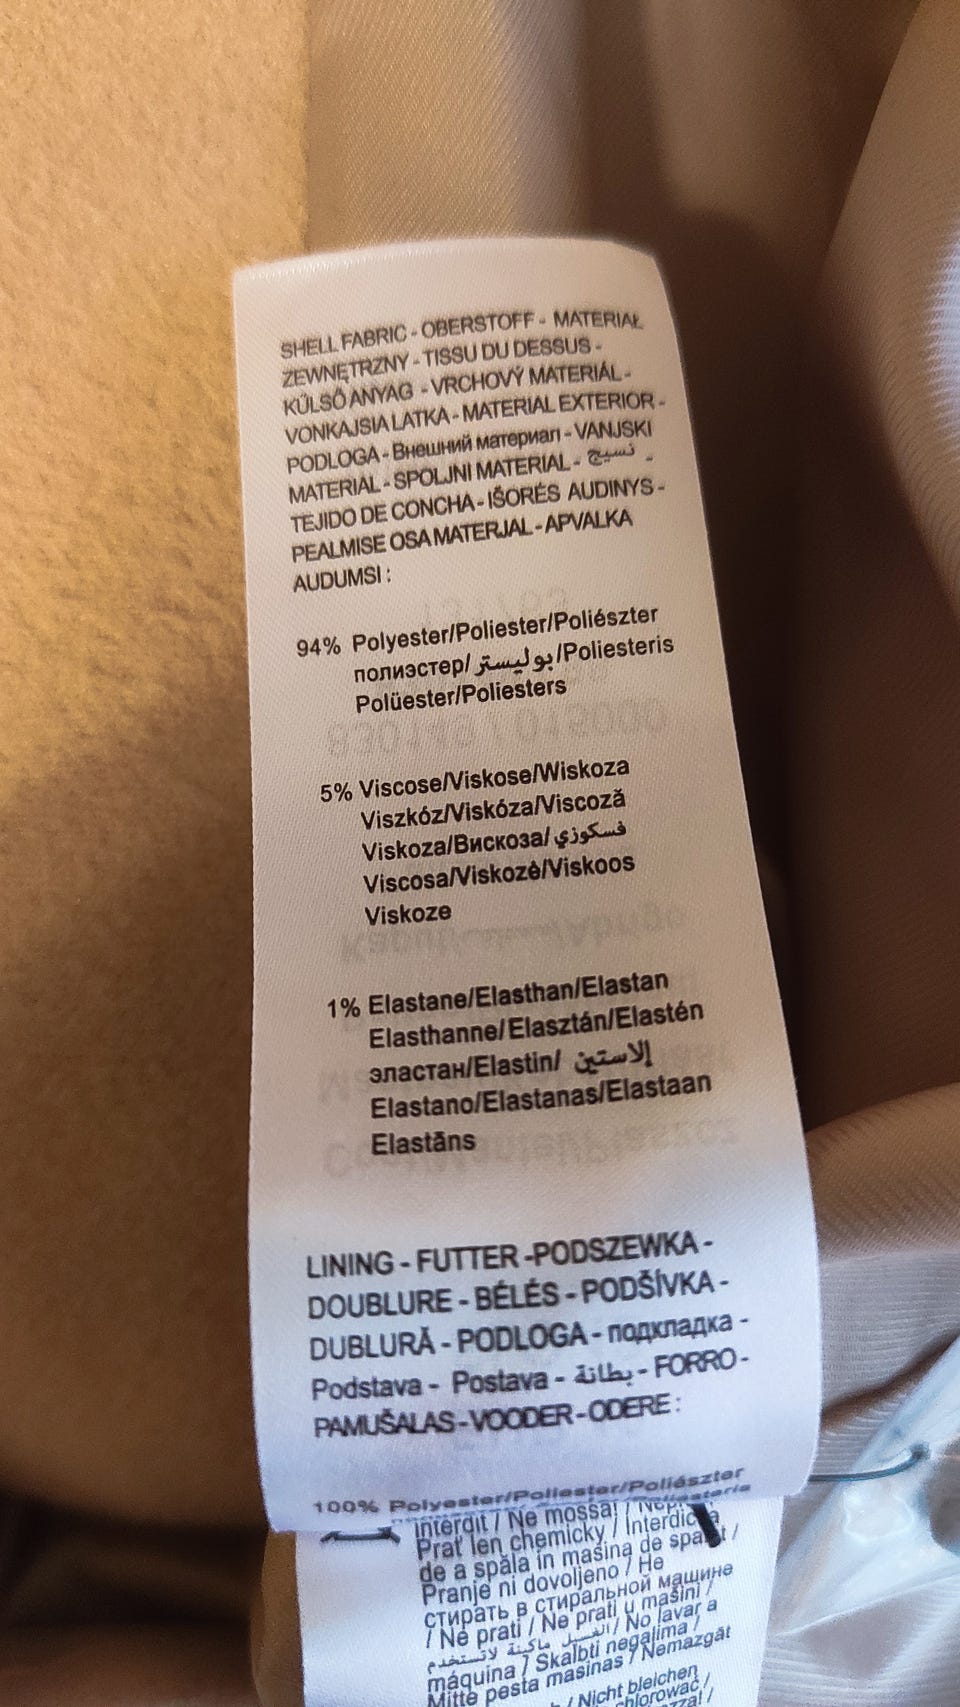 SHELL FABRIC - OBERSTOFF - MATERIAŁ
ZEWNĘTRZNY - TISSU DU DESSUS -
KÜLSŐ ANYAG - VRCHOVÝ MATERIÁL -
VONKAJSIA LATKA - MATERIAL EXTERIOR -
PODLOGA - Внешний материал - VANJSKI
MATERIAL - SPOLJNI MATERIAL - نسيج -
TEJIDO DE CONCHA - IŠORĖS AUDINYS -
PEALMISE OSA MATERJAL - APVALKA
AUDUMSI :
94% Polyester/Poliester/Poliészter
полиэстер/بوليستر/Poliesteris
Polüester/Poliesters
5% Viscose/Viskose/Wiskoza
Viszkóz/Viskóza/Viscoză
Viskoza/Вискоза/فسكوزي
Viscosa/Viskozė/Viskoos
Viskoze
1% Elastane/Elasthan/Elastan
Elasthanne/Elasztán/Elastén
эластан/Elastin/ إلاستين
Elastano/Elastanas/Elastaan
Elastāns
LINING - FUTTER -PODSZEWKA -
DOUBLURE - BÉLÉS - PODŠÍVKA -
DUBLURĂ - PODLOGA - подкладка -
Podstava - Postava - بطانة - FORRO -
PAMUŠALAS - VOODER - ODERE :
100% Polyester/Poliester/Poliészter
interdit / Ne mossa! /
Prať len chemicky / Interdic a
de a spăla în mașina de spălat /
Pranje ni dovoljeno / Не
стирать в стиральной машине
/ Ne prati / Ne prati u mašini /
لاتستخدم ماكينة الغسيل / No lavar a
máquina / Skalbti negalima /
Mitte pesta masinas / Nemazgāt
/ Nicht bleichen
chlorować /